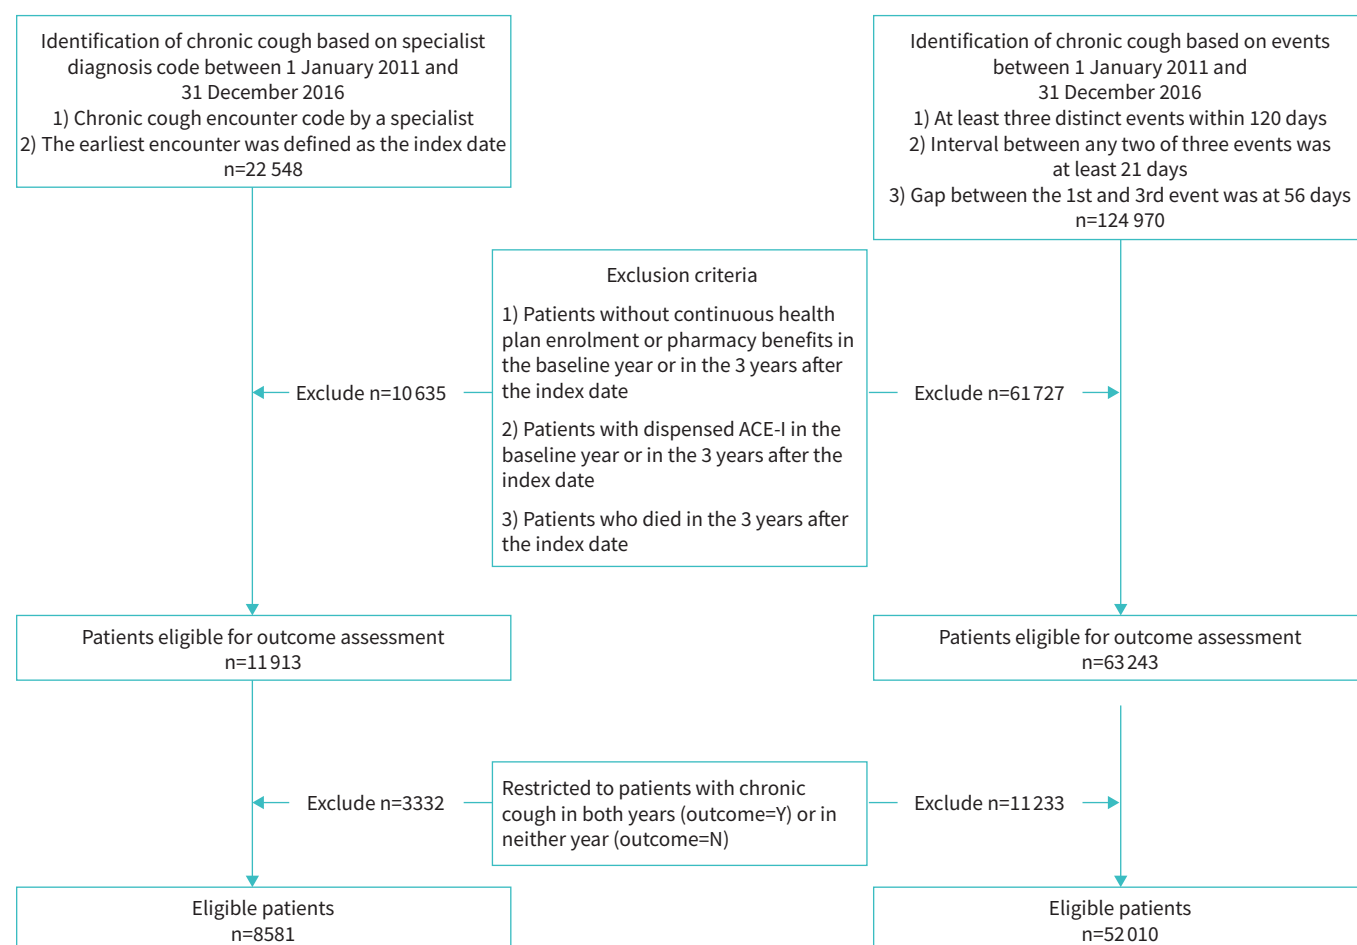 Identification of chronic cough based on specialist
diagnosis code between 1 January 2011 and
31 December 2016
1) Chronic cough encounter code by a specialist
2) The earliest encounter was defined as the index date
n=22 548
Identification of chronic cough based on events
between 1 January 2011 and
31 December 2016
1) At least three distinct events within 120 days
2) Interval between any two of three events was
at least 21 days
3) Gap between the 1st and 3rd event was at 56 days
n=124 970
Exclusion criteria
1) Patients without continuous health
plan enrolment or pharmacy benefits in
the baseline year or in the 3 years after
the index date
2) Patients with dispensed ACE-I in the
baseline year or in the 3 years after the
index date
3) Patients who died in the 3 years after
the index date
Exclude n=10 635
Exclude n=61 727
Patients eligible for outcome assessment
n=11 913
Patients eligible for outcome assessment
n=63 243
Exclude n=3332
Restricted to patients with chronic
cough in both years (outcome=Y) or in
neither year (outcome=N)
Exclude n=11 233
Eligible patients
n=8581
Eligible patients
n=52 010